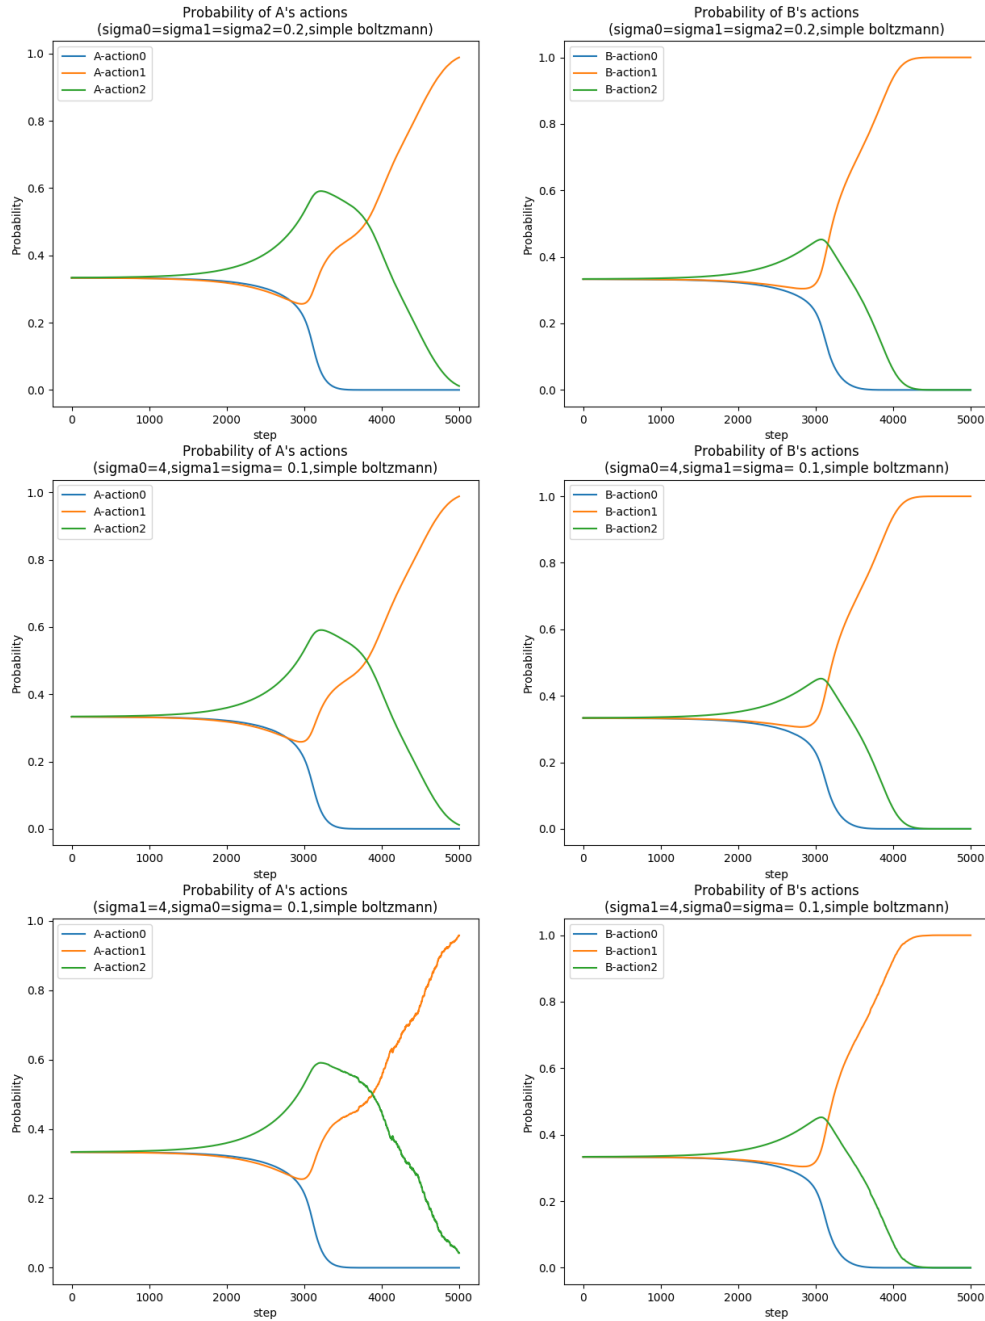 Probability of A's actions
(sigma0=sigma1=sigma2=0.2,simple boltzmann)
A-action0
A-action1
A-action2
1.0
0.8
0.6
0.4
0.2
0.0
Probability
0
1000
2000
3000
4000
5000
step
Probability of B's actions
(sigma0=sigma1=sigma2=0.2,simple boltzmann)
B-action0
B-action1
B-action2
1.0
0.8
0.6
0.4
0.2
0.0
Probability
0
1000
2000
3000
4000
5000
step
Probability of A's actions
(sigma0=4,sigma1=sigma= 0.1,simple boltzmann)
A-action0
A-action1
A-action2
1.0
0.8
0.6
0.4
0.2
0.0
Probability
0
1000
2000
3000
4000
5000
step
Probability of B's actions
(sigma0=4,sigma1=sigma= 0.1,simple boltzmann)
B-action0
B-action1
B-action2
1.0
0.8
0.6
0.4
0.2
0.0
Probability
0
1000
2000
3000
4000
5000
step
Probability of A's actions
(sigma1=4,sigma0=sigma= 0.1,simple boltzmann)
A-action0
A-action1
A-action2
1.0
0.8
0.6
0.4
0.2
0.0
Probability
0
1000
2000
3000
4000
5000
step
Probability of B's actions
(sigma1=4,sigma0=sigma= 0.1,simple boltzmann)
B-action0
B-action1
B-action2
1.0
0.8
0.6
0.4
0.2
0.0
Probability
0
1000
2000
3000
4000
5000
step